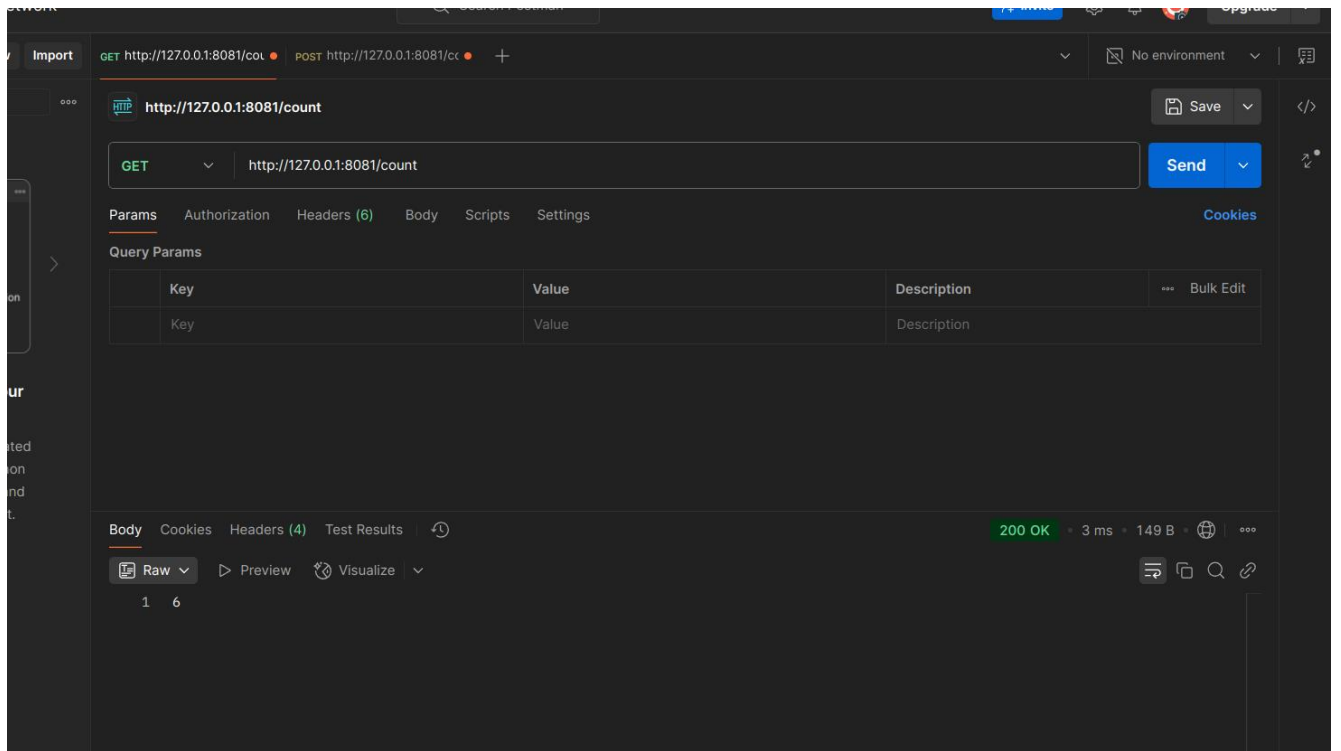 Import
GET http://127.0.0.1:8081/cou
POST http://127.0.0.1:8081/cc
No environment
HTTP http://127.0.0.1:8081/count
Save
GET http://127.0.0.1:8081/count
Send
Params Authorization Headers (6) Body Scripts Settings
Cookies
Query Params
Key Value Description Bulk Edit
Key Value Description
on
ur
ated
on
nd
t.
Body Cookies Headers (4) Test Results
200 OK 3 ms 149 B
Raw Preview Visualize
1 6